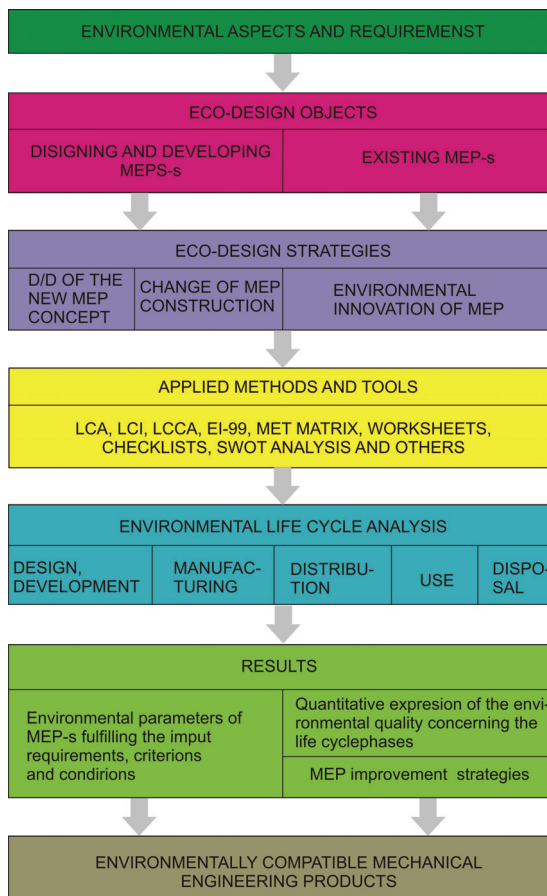 ENVIRONMENTAL ASPECTS AND REQUIREMENST
ECO-DESIGN OBJECTS
DISIGNING AND DEVELOPING
MEPS-s
EXISTING MEP-s
ECO-DESIGN STRATEGIES
D/D OF THE
NEW MEP
CONCEPT
CHANGE OF MEP
CONSTRUCTION
ENVIRONMENTAL
INNOVATION OF MEP
APPLIED METHODS AND TOOLS
LCA, LCI, LCCA, EI-99, MET MATRIX, WORKSHEETS,
CHECKLISTS, SWOT ANALYSIS AND OTHERS
ENVIRONMENTAL LIFE CYCLE ANALYSIS
DESIGN,
DEVELOPMENT
MANUFAC-
TURING
DISTRIBU-
TION
USE
DISPO-
SAL
RESULTS
Environmental parameters of
MEP-s fulfilling the imput
requirements, criterions
and condirions
Quantitative expresion of the envi-
ronmental quality concerning the
life cyclephases
MEP improvement strategies
ENVIRONMENTALLY COMPATIBLE MECHANICAL
ENGINEERING PRODUCTS